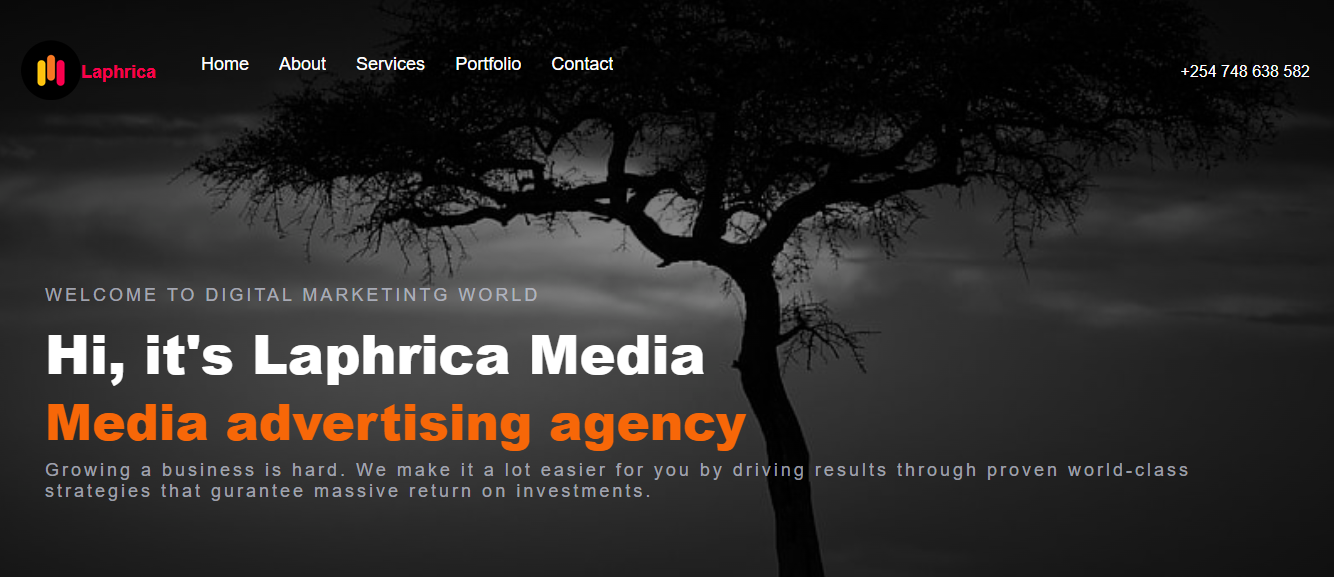 Laphrica
Home About Services Portfolio Contact
+254 748 638 582
WELCOME TO DIGITAL MARKETINTG WORLD
Hi, it's Laphrica Media
Media advertising agency
Growing a business is hard. We make it a lot easier for you by driving results through proven world-class
strategies that gurantee massive return on investments.